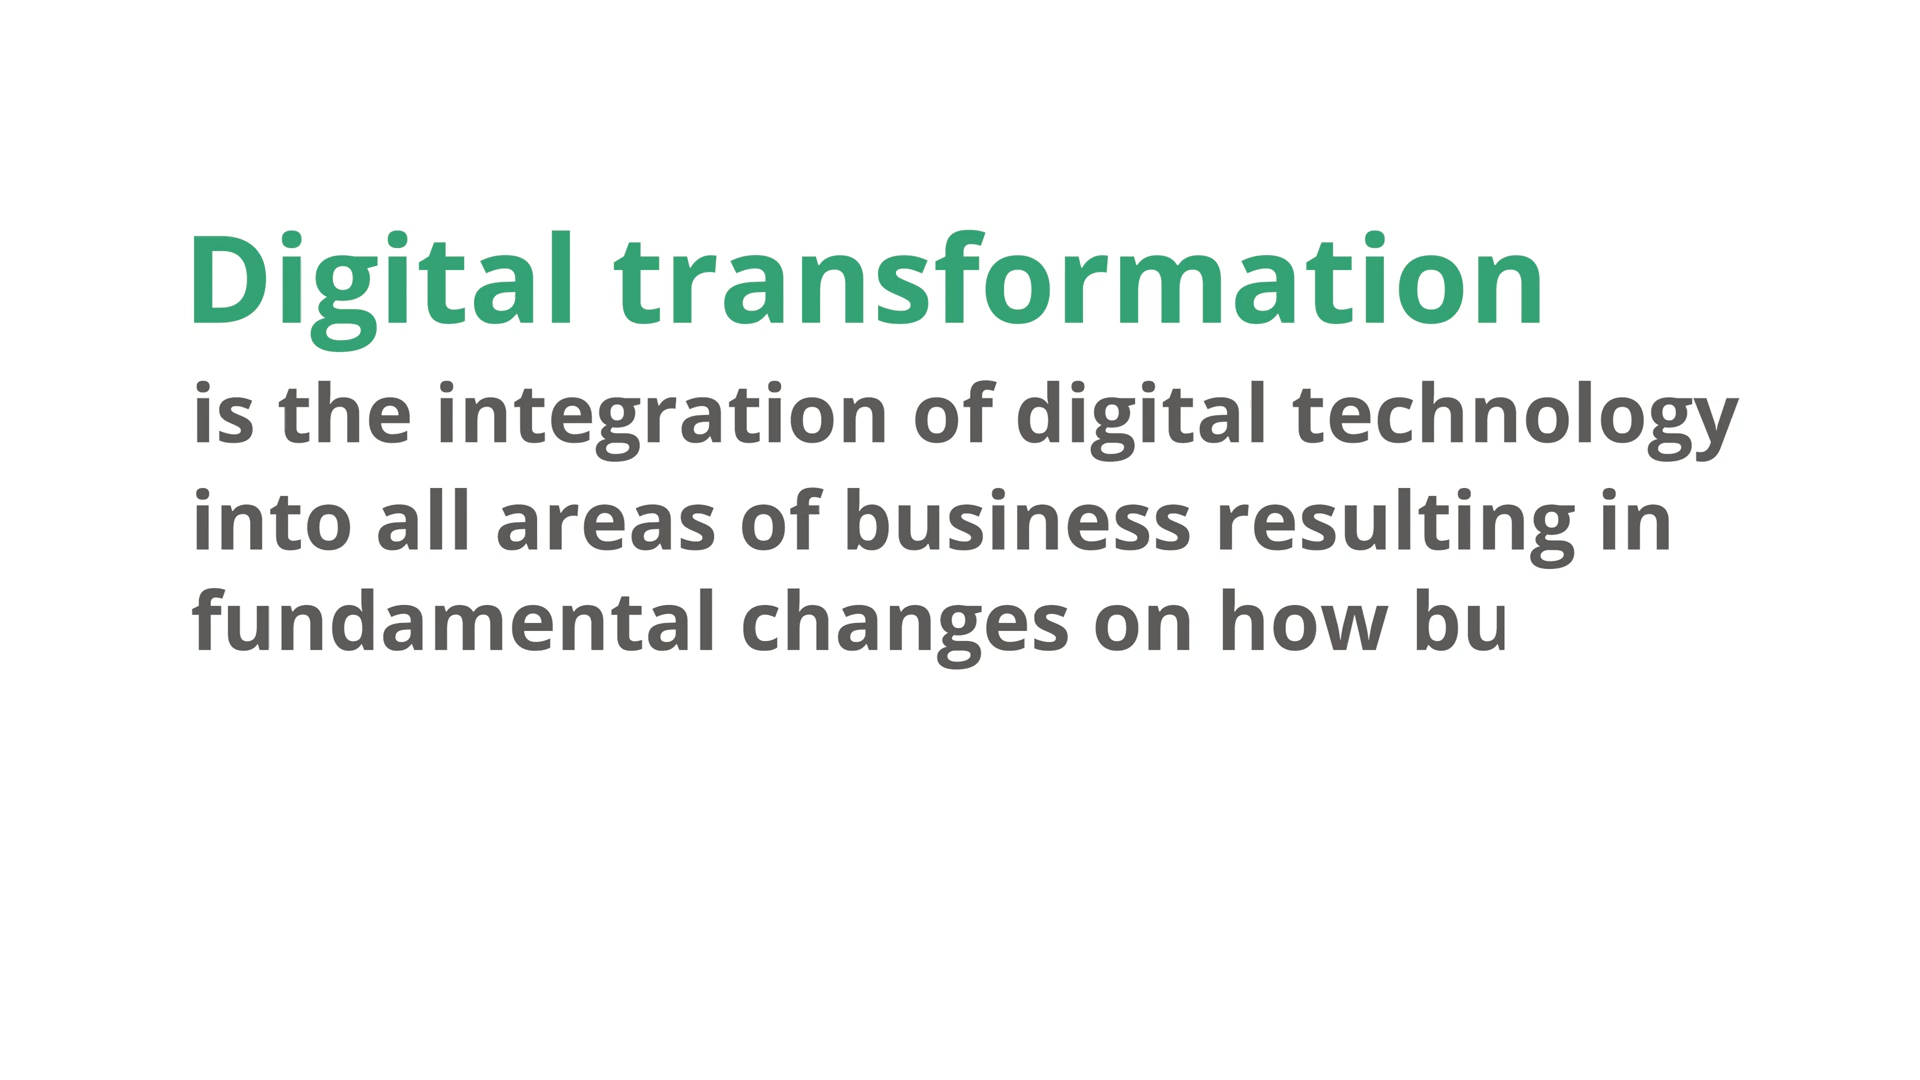 Digital transformation
is the integration of digital technology
into all areas of business resulting in
fundamental changes on how bu